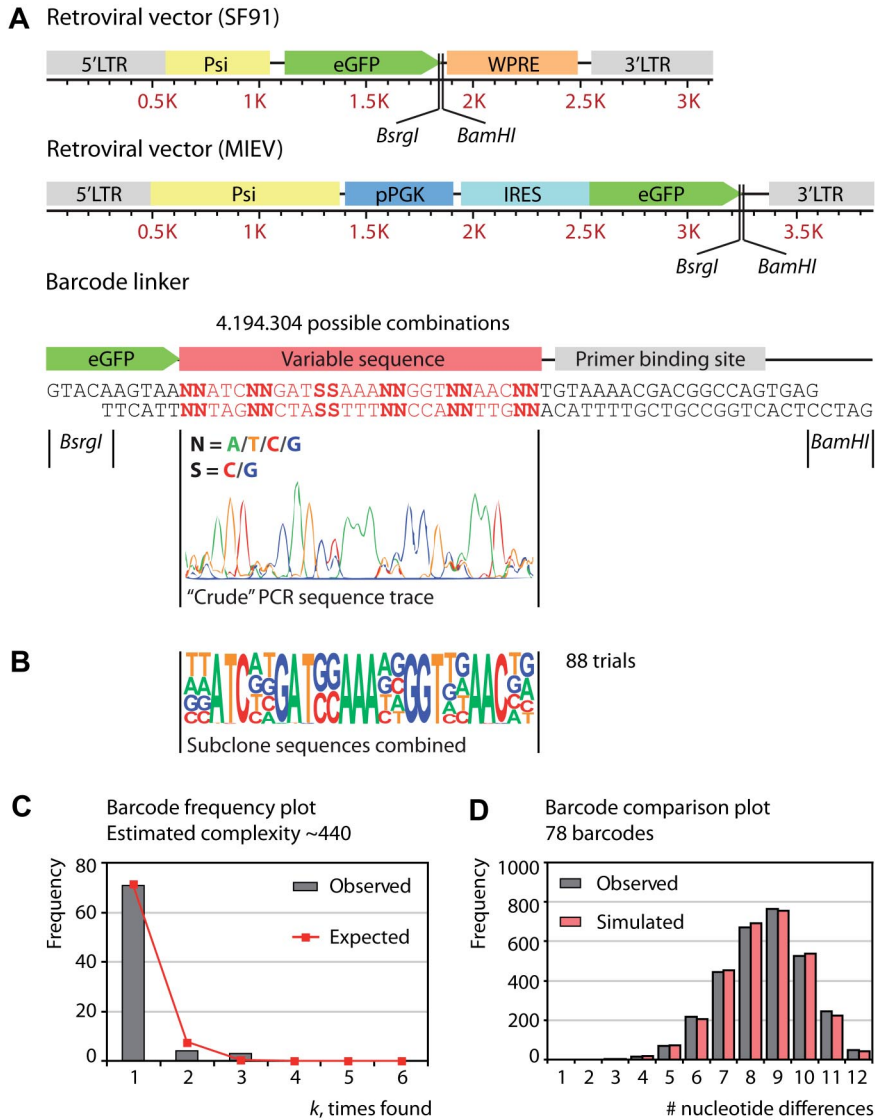 A
Retroviral vector (SF91)
5'LTR Psi eGFP WPRE 3'LTR
0.5K 1K 1.5K 2K 2.5K 3K
BsrgI BamHI
Retroviral vector (MIEV)
5'LTR Psi pPGK IRES eGFP 3'LTR
0.5K 1K 1.5K 2K 2.5K 3K 3.5K
BsrgI BamHI
Barcode linker
4.194.304 possible combinations
eGFP Variable sequence Primer binding site
GTACAAGTAANNATCNNGATSSAAANNGGTNNAACNNTGTAAAACGACGGCCAGTGAG
TTCATTNNTAGNNCTASSTTTNNCCANNTTGNNACATTTTGCTGCCGGTCACTCCTAG
BsrgI BamHI
N = A/T/C/G
S = C/G
"Crude" PCR sequence trace
B
88 trials
Subclone sequences combined
C
Barcode frequency plot
Estimated complexity ~440
Frequency
80
60
40
20
0
Observed
Expected
1 2 3 4 5 6
k, times found
D
Barcode comparison plot
78 barcodes
Frequency
1000
800
600
400
200
0
Observed
Simulated
1 2 3 4 5 6 7 8 9 10 11 12
# nucleotide differences